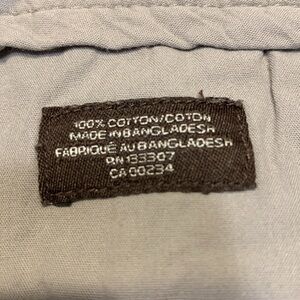 100% COTTON/COTON
MADE IN BANGLADESH
FABRIQUÉ AU BANGLADESH
RN 133307
CA 00234